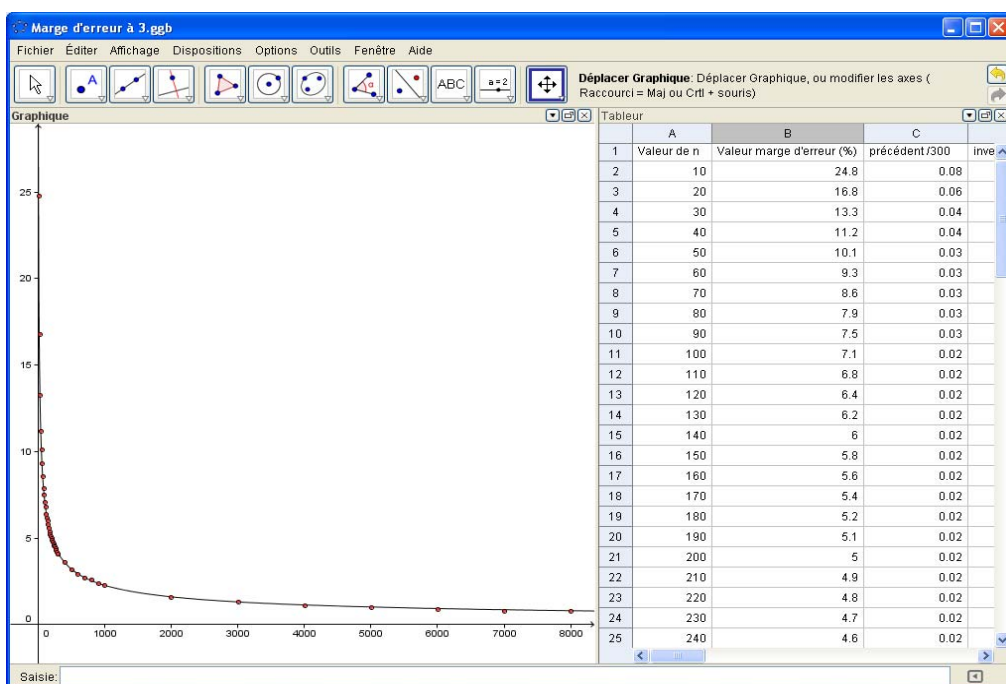 Marge d'erreur à 3.ggb
Fichier Éditer Affichage Dispositions Options Outils Fenêtre Aide
A
ABC
a=2
Déplacer Graphique: Déplacer Graphique, ou modifier les axes (
Raccourci = Maj ou Crtl + souris)
Graphique
25
20
15
10
5
0
0 1000 2000 3000 4000 5000 6000 7000 8000
Tableur
A B C
1 Valeur de n Valeur marge d'erreur (%) précédent /300 inve
2 10 24.8 0.08
3 20 16.8 0.06
4 30 13.3 0.04
5 40 11.2 0.04
6 50 10.1 0.03
7 60 9.3 0.03
8 70 8.6 0.03
9 80 7.9 0.03
10 90 7.5 0.03
11 100 7.1 0.02
12 110 6.8 0.02
13 120 6.4 0.02
14 130 6.2 0.02
15 140 6 0.02
16 150 5.8 0.02
17 160 5.6 0.02
18 170 5.4 0.02
19 180 5.2 0.02
20 190 5.1 0.02
21 200 5 0.02
22 210 4.9 0.02
23 220 4.8 0.02
24 230 4.7 0.02
25 240 4.6 0.02
Saisie: